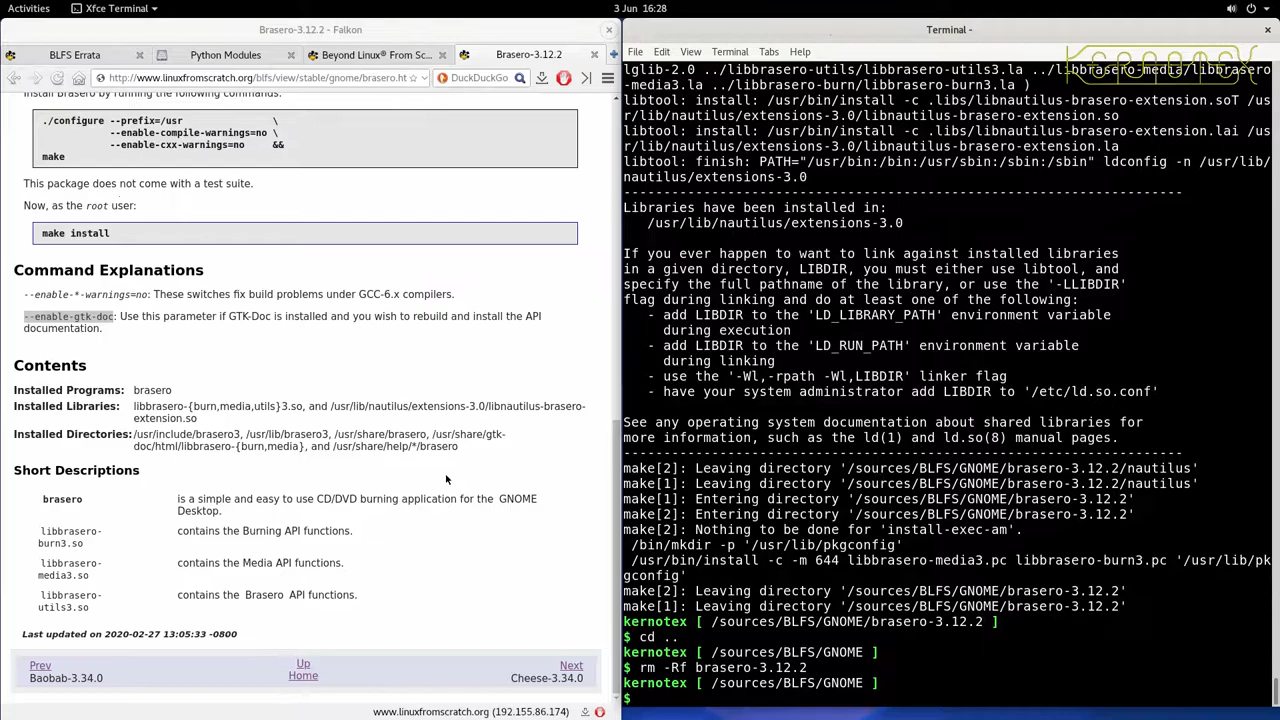 Activities
Xfce Terminal
3 Jun 16:28
Brasero-3.12.2 - Falkon
BLFS Errata
Python Modules
Beyond Linux® From Sc...
Brasero-3.12.2
http://www.linuxfromscratch.org/blfs/view/stable/gnome/brasero.ht
DuckDuckGo
Install Brasero by running the following commands:
./configure --prefix=/usr \
--enable-compile-warnings=no \
--enable-cxx-warnings=no &&
make
This package does not come with a test suite.
Now, as the root user:
make install
Command Explanations
--enable-*-warnings=no: These switches fix build problems under GCC-6.x compilers.
--enable-gtk-doc: Use this parameter if GTK-Doc is installed and you wish to rebuild and install the API
documentation.
Contents
Installed Programs: brasero
Installed Libraries: libbrasero-{burn,media,utils}3.so, and /usr/lib/nautilus/extensions-3.0/libnautilus-brasero-
extension.so
Installed Directories: /usr/include/brasero3, /usr/lib/brasero3, /usr/share/brasero, /usr/share/gtk-
doc/html/libbrasero-{burn,media}, and /usr/share/help/*/brasero
Short Descriptions
brasero is a simple and easy to use CD/DVD burning application for the GNOME
Desktop.
libbrasero- contains the Burning API functions.
burn3.so
libbrasero- contains the Media API functions.
media3.so
libbrasero- contains the Brasero API functions.
utils3.so
Last updated on 2020-02-27 13:05:33 -0800
Prev Up Next
Baobab-3.34.0 Home Cheese-3.34.0
www.linuxfromscratch.org (192.155.86.174)
Terminal -
File Edit View Terminal Tabs Help
KERNOTEX
lglib-2.0 ../libbrasero-utils/libbrasero-utils3.la ../libbrasero-media/libbrasero
-media3.la ../libbrasero-burn/libbrasero-burn3.la )
libtool: install: /usr/bin/install -c .libs/libnautilus-brasero-extension.soT /us
r/lib/nautilus/extensions-3.0/libnautilus-brasero-extension.so
libtool: install: /usr/bin/install -c .libs/libnautilus-brasero-extension.lai /us
r/lib/nautilus/extensions-3.0/libnautilus-brasero-extension.la
libtool: finish: PATH="/usr/bin:/bin:/usr/sbin:/sbin:/sbin" ldconfig -n /usr/lib/
nautilus/extensions-3.0
----------------------------------------------------------------------
Libraries have been installed in:
/usr/lib/nautilus/extensions-3.0
If you ever happen to want to link against installed libraries
in a given directory, LIBDIR, you must either use libtool, and
specify the full pathname of the library, or use the '-LLIBDIR'
flag during linking and do at least one of the following:
- add LIBDIR to the 'LD_LIBRARY_PATH' environment variable
during execution
- add LIBDIR to the 'LD_RUN_PATH' environment variable
during linking
- use the '-Wl,-rpath -Wl,LIBDIR' linker flag
- have your system administrator add LIBDIR to '/etc/ld.so.conf'
See any operating system documentation about shared libraries for
more information, such as the ld(1) and ld.so(8) manual pages.
----------------------------------------------------------------------
make[2]: Leaving directory '/sources/BLFS/GNOME/brasero-3.12.2/nautilus'
make[1]: Leaving directory '/sources/BLFS/GNOME/brasero-3.12.2/nautilus'
make[1]: Entering directory '/sources/BLFS/GNOME/brasero-3.12.2'
make[2]: Entering directory '/sources/BLFS/GNOME/brasero-3.12.2'
make[2]: Nothing to be done for 'install-exec-am'.
/bin/mkdir -p '/usr/lib/pkgconfig'
/usr/bin/install -c -m 644 libbrasero-media3.pc libbrasero-burn3.pc '/usr/lib/pk
gconfig'
make[2]: Leaving directory '/sources/BLFS/GNOME/brasero-3.12.2'
make[1]: Leaving directory '/sources/BLFS/GNOME/brasero-3.12.2'
kernotex [ /sources/BLFS/GNOME/brasero-3.12.2 ]
$ cd ..
kernotex [ /sources/BLFS/GNOME ]
$ rm -Rf brasero-3.12.2
kernotex [ /sources/BLFS/GNOME ]
$